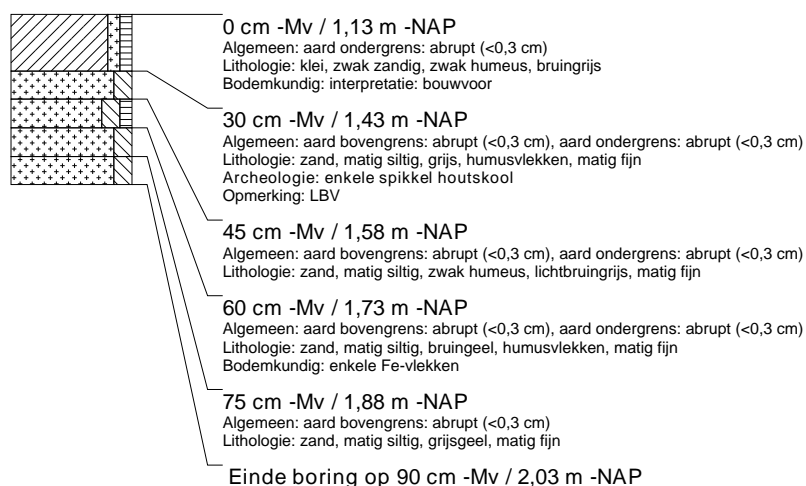 0 cm -Mv / 1,13 m -NAP
Algemeen: aard ondergrens: abrupt (<0,3 cm)
Lithologie: klei, zwak zandig, zwak humeus, bruingrijs
Bodemkundig: interpretatie: bouwvoor
30 cm -Mv / 1,43 m -NAP
Algemeen: aard bovengrens: abrupt (<0,3 cm), aard ondergrens: abrupt (<0,3 cm)
Lithologie: zand, matig siltig, grijs, humusvlekken, matig fijn
Archeologie: enkele spikkel houtskool
Opmerking: LBV
45 cm -Mv / 1,58 m -NAP
Algemeen: aard bovengrens: abrupt (<0,3 cm), aard ondergrens: abrupt (<0,3 cm)
Lithologie: zand, matig siltig, zwak humeus, lichtbruingrijs, matig fijn
60 cm -Mv / 1,73 m -NAP
Algemeen: aard bovengrens: abrupt (<0,3 cm), aard ondergrens: abrupt (<0,3 cm)
Lithologie: zand, matig siltig, bruingeel, humusvlekken, matig fijn
Bodemkundig: enkele Fe-vlekken
75 cm -Mv / 1,88 m -NAP
Algemeen: aard bovengrens: abrupt (<0,3 cm)
Lithologie: zand, matig siltig, grijsgeel, matig fijn
Einde boring op 90 cm -Mv / 2,03 m -NAP